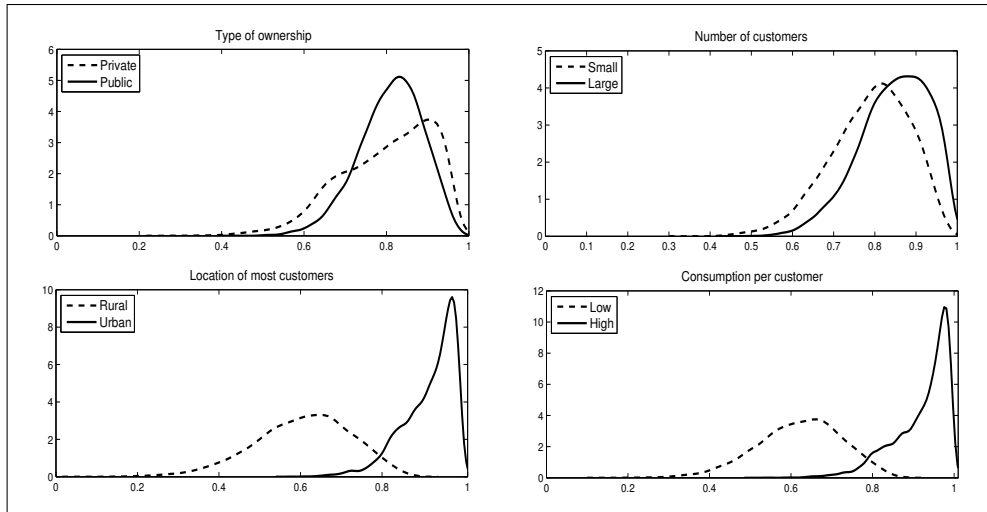 Type of ownership
6
5
4
3
2
1
0
Private
Public
0 0.2 0.4 0.6 0.8 1
Number of customers
5
4
3
2
1
0
Small
Large
0 0.1 0.2 0.3 0.4 0.5 0.6 0.7 0.8 0.9 1
Location of most customers
10
8
6
4
2
0
Rural
Urban
0 0.2 0.4 0.6 0.8 1
Consumption per customer
12
10
8
6
4
2
0
Low
High
0 0.2 0.4 0.6 0.8 1